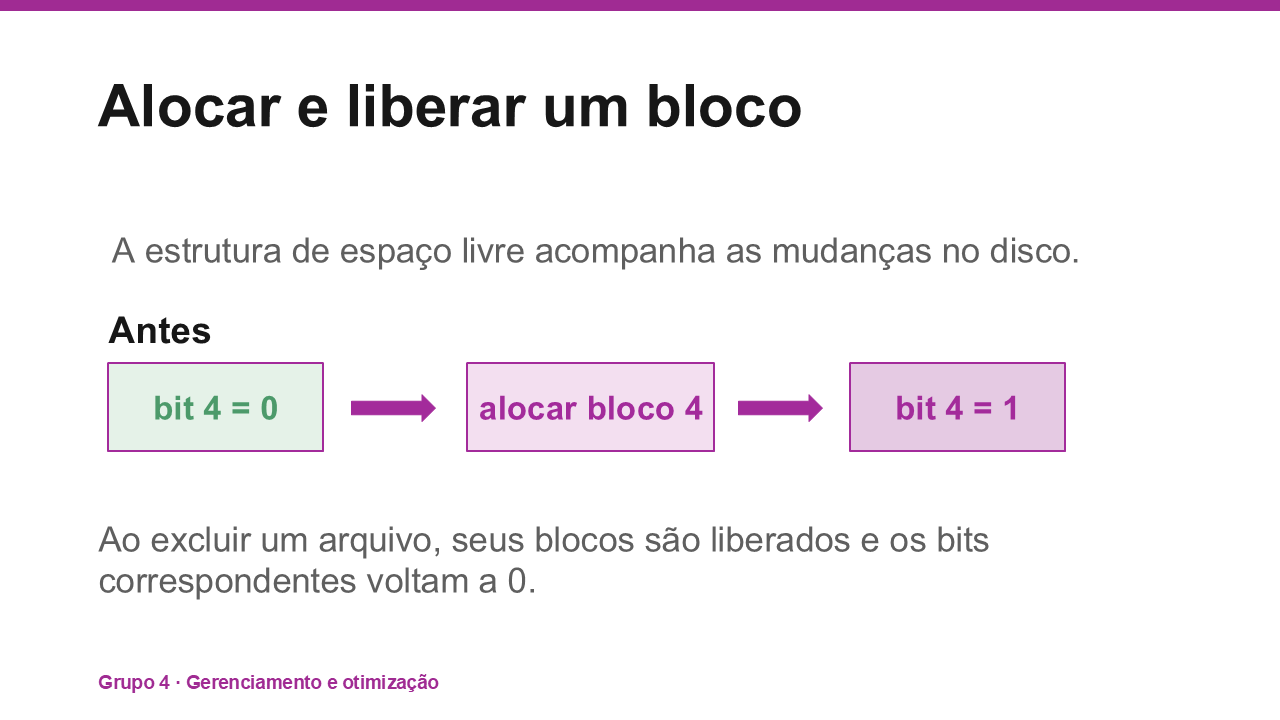 Alocar e liberar um bloco
A estrutura de espaço livre acompanha as mudanças no disco.
Antes
bit 4 = 0
alocar bloco 4
bit 4 = 1
Ao excluir um arquivo, seus blocos são liberados e os bits
correspondentes voltam a 0.
Grupo 4 · Gerenciamento e otimização